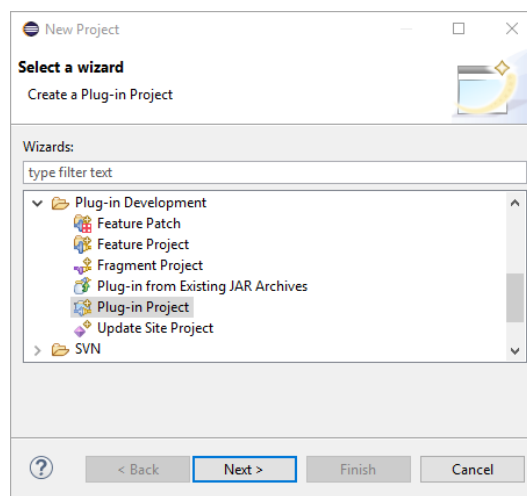 New Project
Select a wizard
Create a Plug-in Project
Wizards:
type filter text
Plug-in Development
Feature Patch
Feature Project
Fragment Project
Plug-in from Existing JAR Archives
Plug-in Project
Update Site Project
SVN
? < Back Next > Finish Cancel